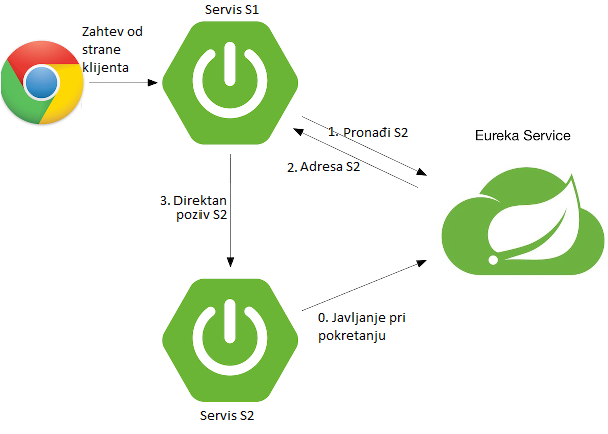 Servis S1
Zahtev od
strane
klijenta
1. Pronađi S2
Eureka Service
2. Adresa S2
3. Direktan
poziv S2
0. Javljanje pri
pokretanju
Servis S2